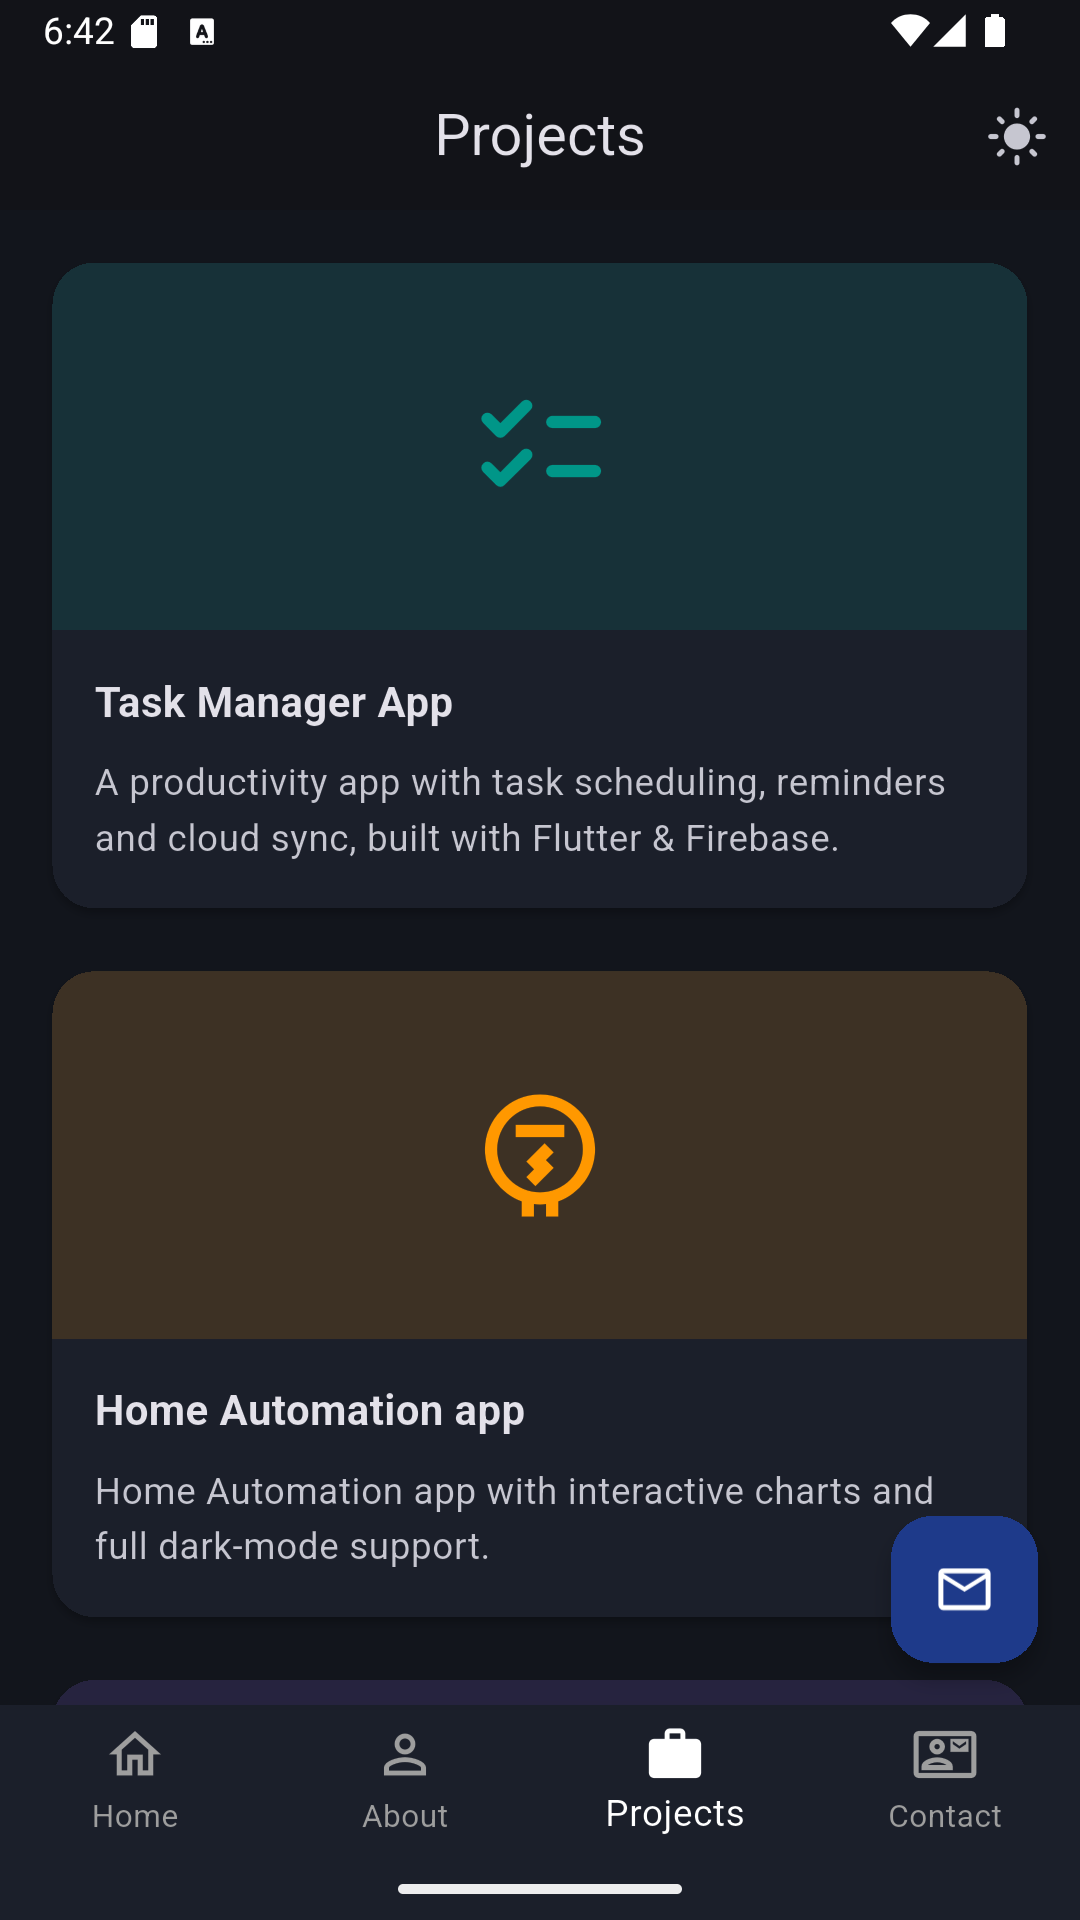 6:42
Projects
Task Manager App
A productivity app with task scheduling, reminders
and cloud sync, built with Flutter & Firebase.
Home Automation app
Home Automation app with interactive charts and
full dark-mode support.
Home
About
Projects
Contact